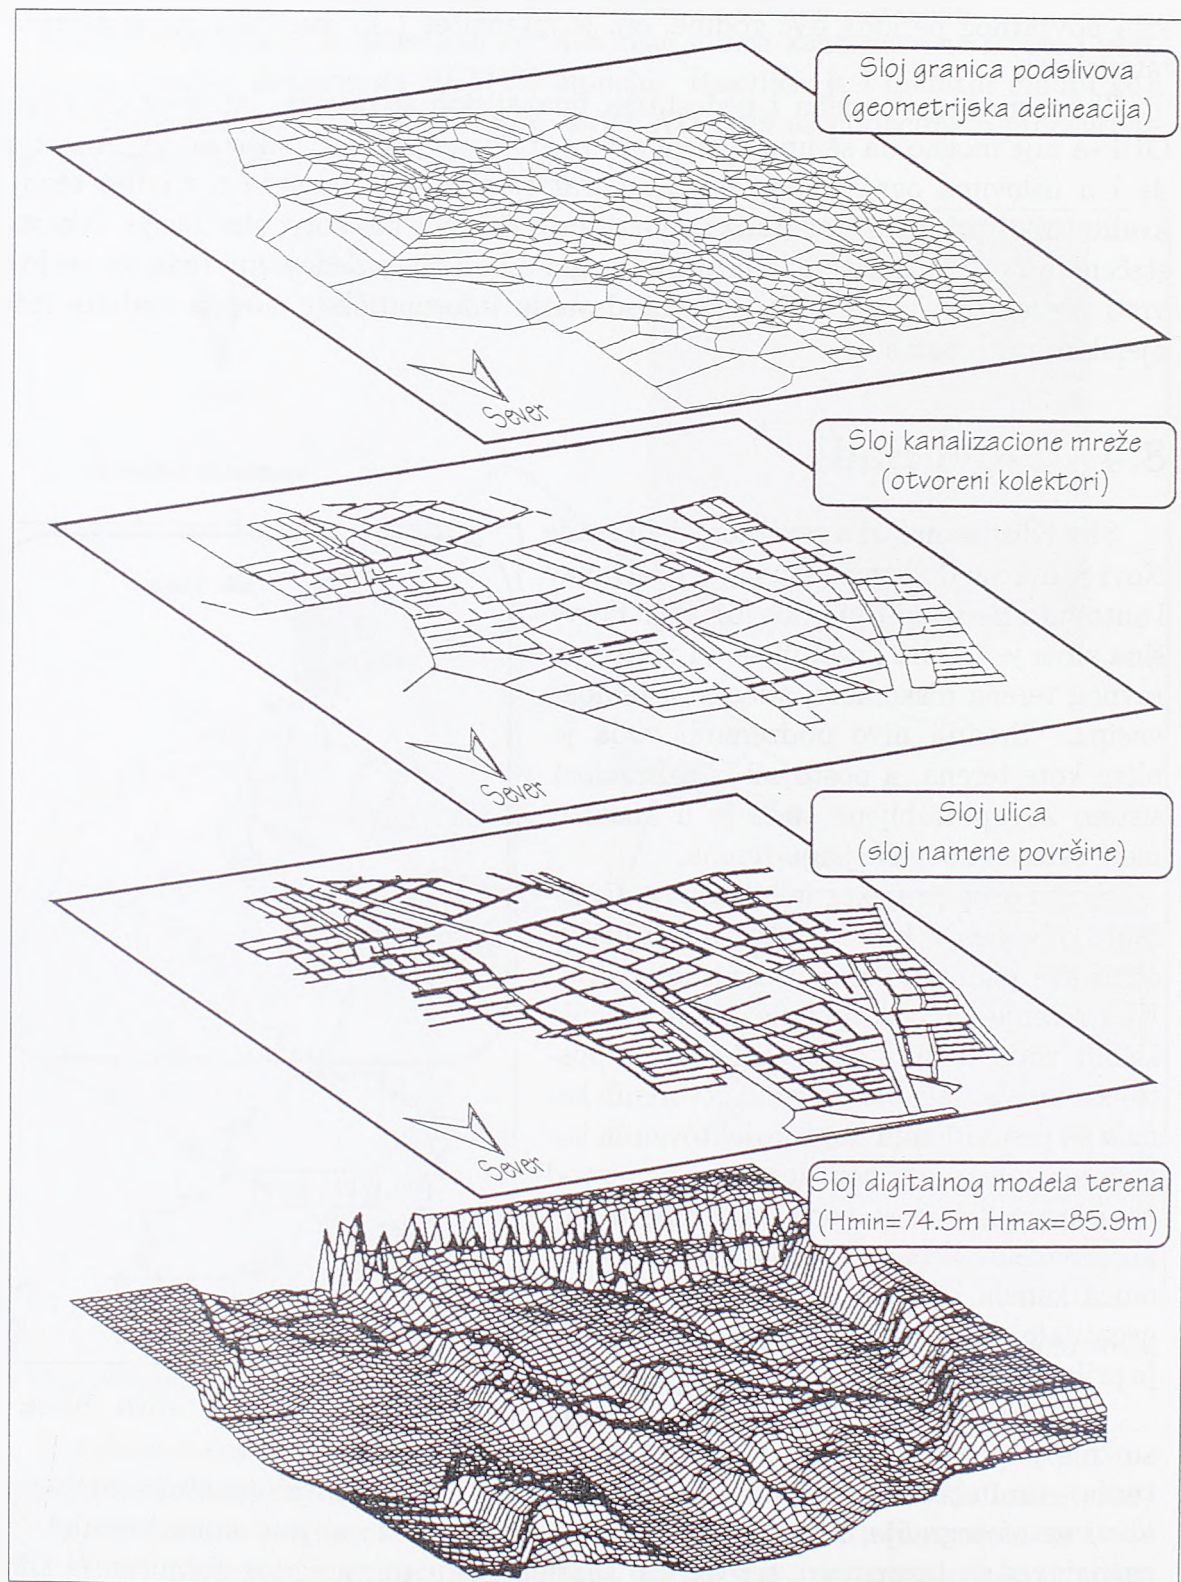 Sloj granica podslivova
(geometrijska delineacija)
Sever
Sloj kanalizacione mreže
(otvoreni kolektori)
Sever
Sloj ulica
(sloj namene površine)
Sever
Sloj digitalnog modela terena
(Hmin=74.5m Hmax=85.9m)